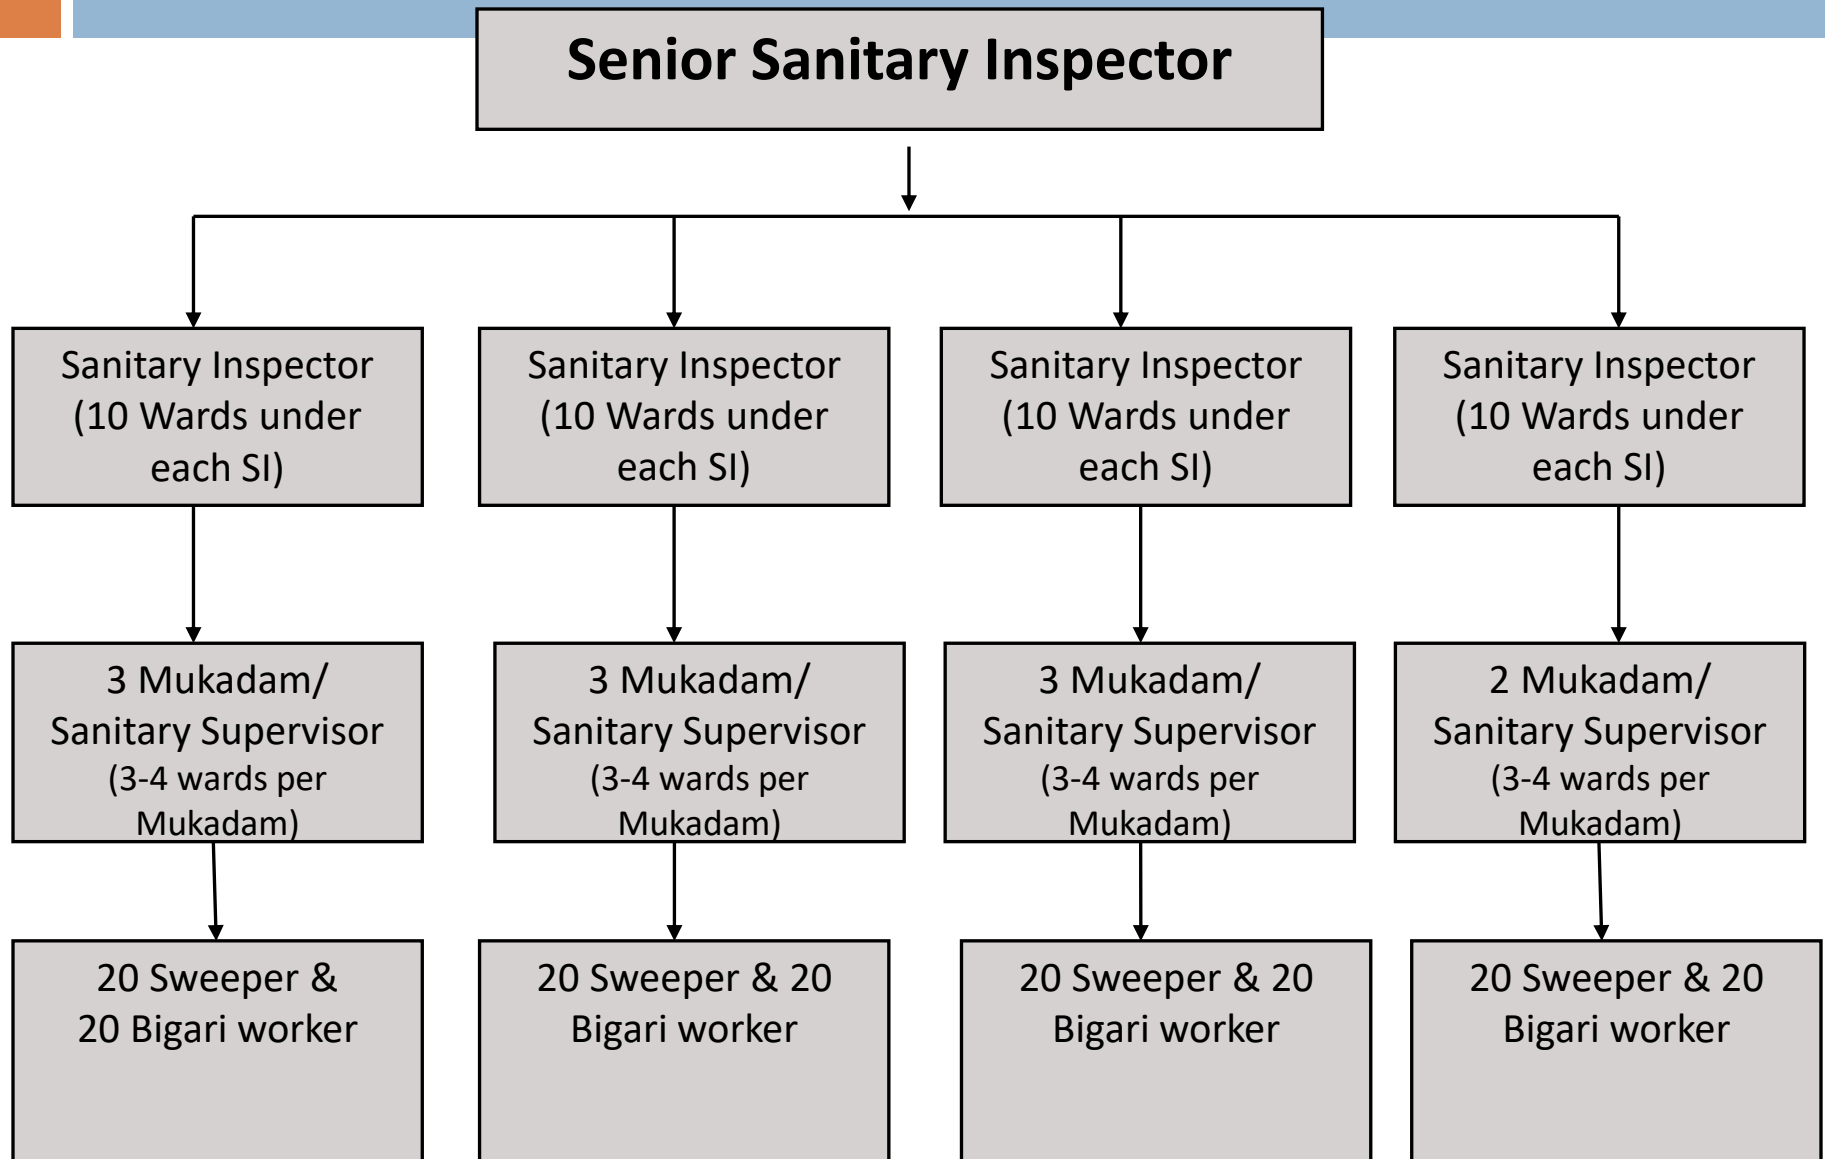 Senior Sanitary Inspector
Sanitary Inspector
(10 Wards under
each SI)
Sanitary Inspector
(10 Wards under
each SI)
Sanitary Inspector
(10 Wards under
each SI)
Sanitary Inspector
(10 Wards under
each SI)
3 Mukadam/
Sanitary Supervisor
(3-4 wards per
Mukadam)
3 Mukadam/
Sanitary Supervisor
(3-4 wards per
Mukadam)
3 Mukadam/
Sanitary Supervisor
(3-4 wards per
Mukadam)
2 Mukadam/
Sanitary Supervisor
(3-4 wards per
Mukadam)
20 Sweeper &
20 Bigari worker
20 Sweeper & 20
Bigari worker
20 Sweeper & 20
Bigari worker
20 Sweeper & 20
Bigari worker